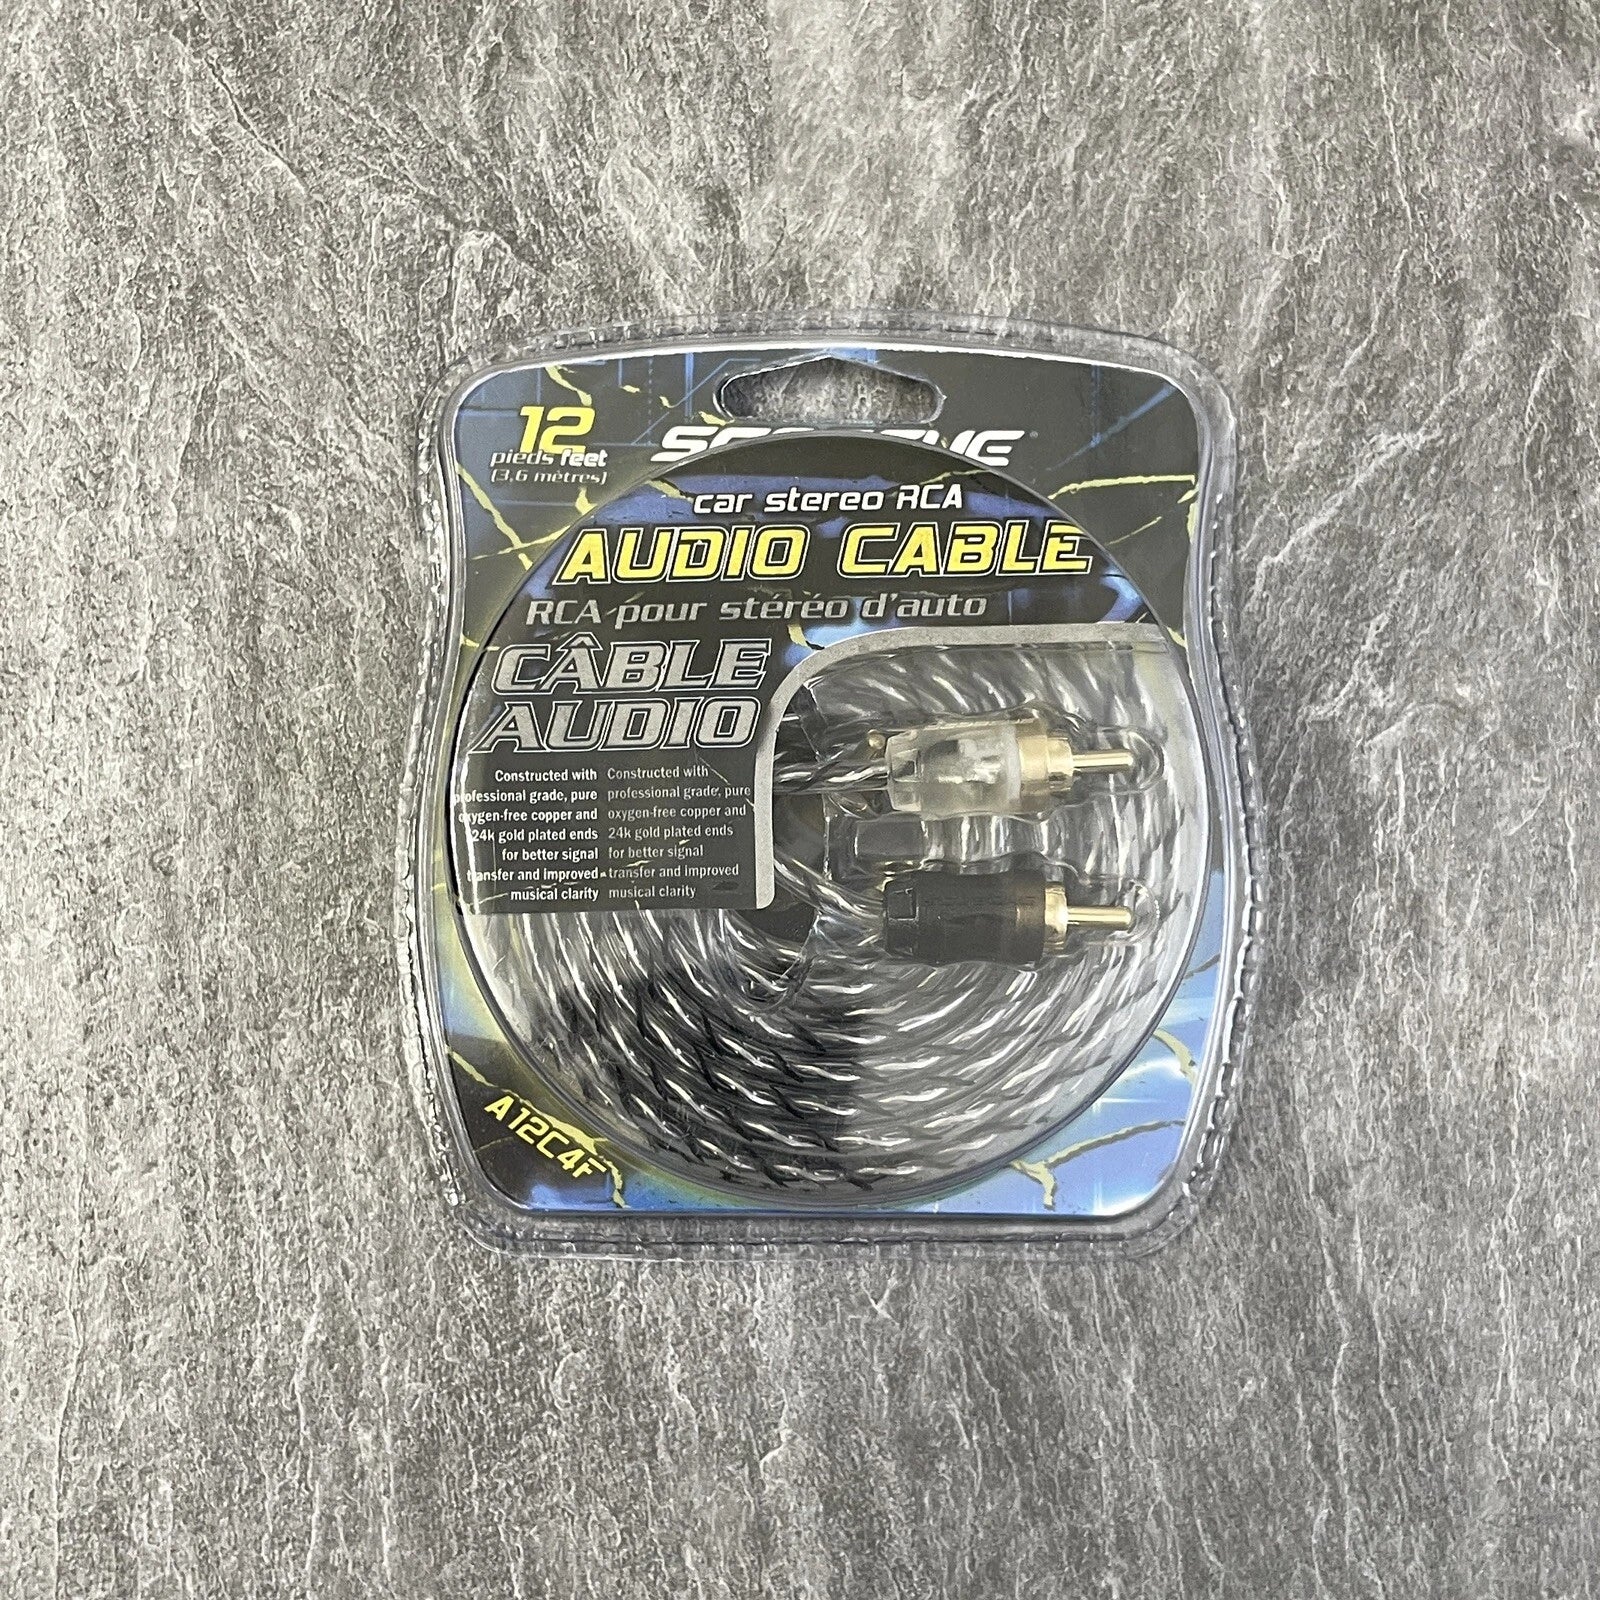 12
pieds feet
(3,6 mètres)
car stereo RCA
AUDIO CABLE
RCA pour stéréo d'auto
CÂBLE
AUDIO
Constructed with
professional grade, pure
oxygen-free copper and
24k gold plated ends
for better signal
transfer and improved
musical clarity
Constructed with
professional grade, pure
oxygen-free copper and
24k gold plated ends
for better signal
transfer and improved
musical clarity
A12C4F